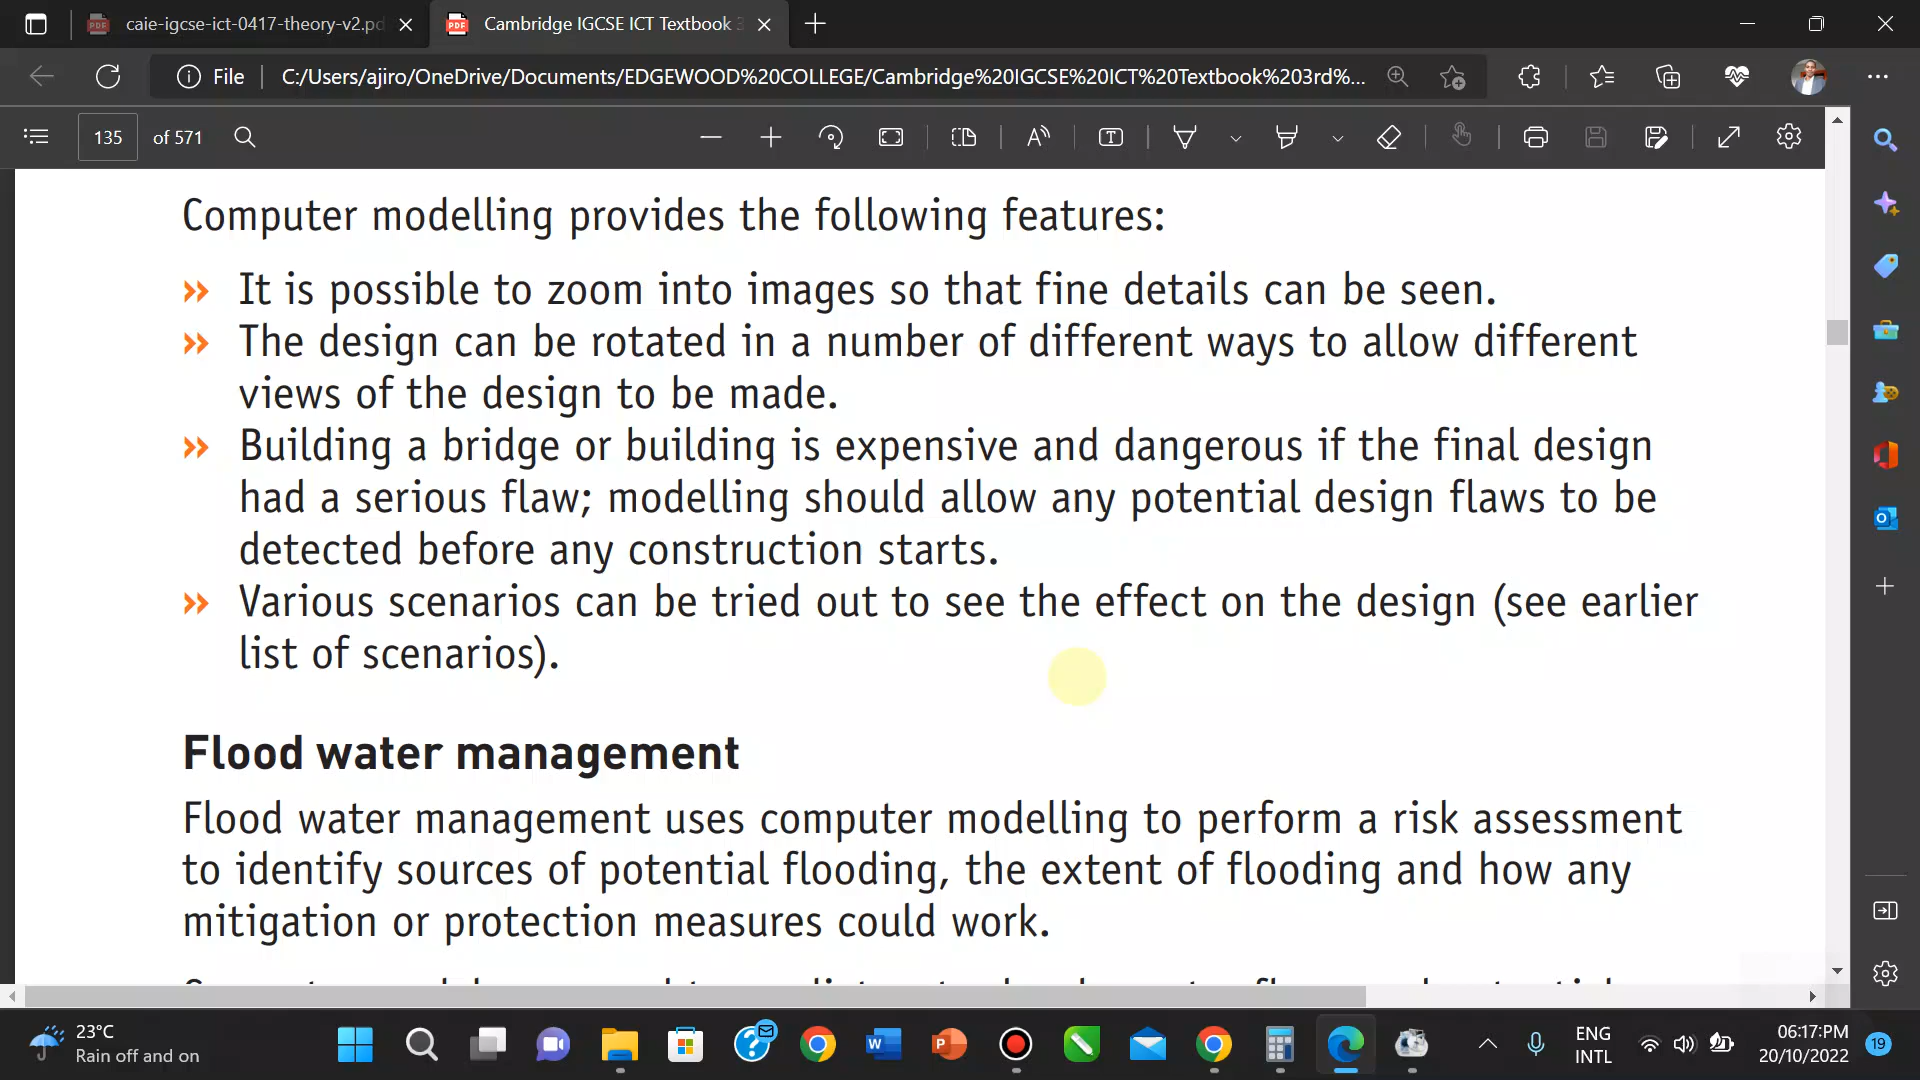 caie-igcse-ict-0417-theory-v2.pd
Cambridge IGCSE ICT Textbook 3
File
C:/Users/ajiro/OneDrive/Documents/EDGEWOOD%20COLLEGE/Cambridge%20IGCSE%20ICT%20Textbook%203rd%...
135 of 571
Computer modelling provides the following features:
» It is possible to zoom into images so that fine details can be seen.
» The design can be rotated in a number of different ways to allow different
views of the design to be made.
» Building a bridge or building is expensive and dangerous if the final design
had a serious flaw; modelling should allow any potential design flaws to be
detected before any construction starts.
» Various scenarios can be tried out to see the effect on the design (see earlier
list of scenarios).
Flood water management
Flood water management uses computer modelling to perform a risk assessment
to identify sources of potential flooding, the extent of flooding and how any
mitigation or protection measures could work.
23°C
Rain off and on
ENG
INTL
06:17:PM
20/10/2022
19